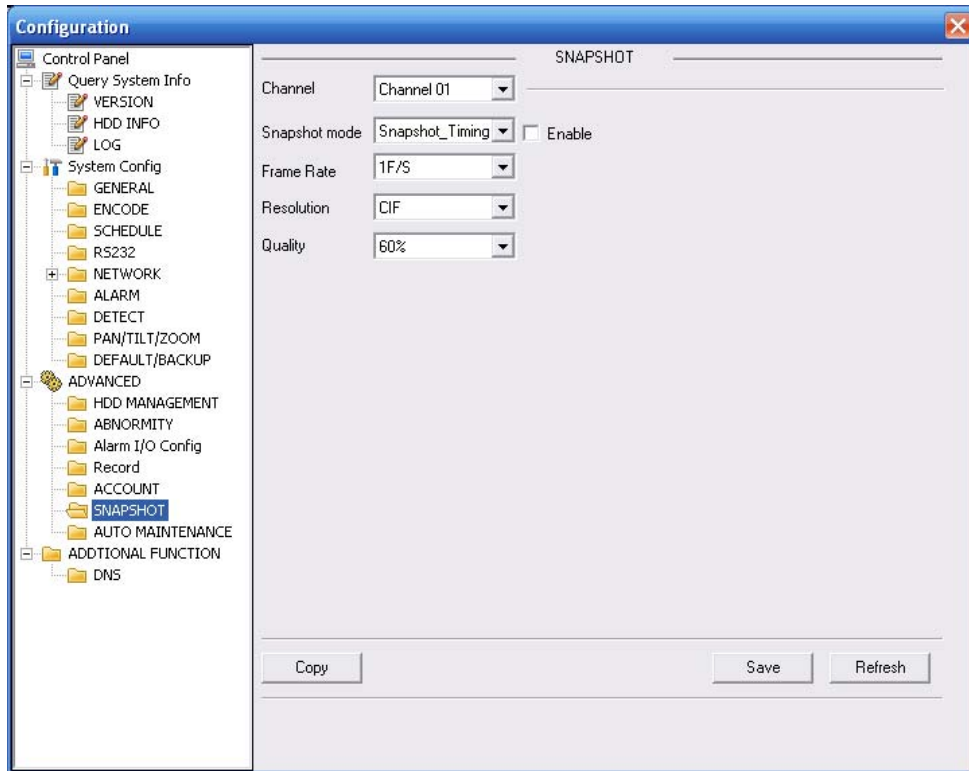 Configuration
Control Panel
Query System Info
VERSION
HDD INFO
LOG
System Config
GENERAL
ENCODE
SCHEDULE
RS232
NETWORK
ALARM
DETECT
PAN/TILT/ZOOM
DEFAULT/BACKUP
ADVANCED
HDD MANAGEMENT
ABNORMITY
Alarm I/O Config
Record
ACCOUNT
SNAPSHOT
AUTO MAINTENANCE
ADDTIONAL FUNCTION
DNS
SNAPSHOT
Channel Channel 01
Snapshot mode Snapshot_Timing Enable
Frame Rate 1F/S
Resolution CIF
Quality 60%
Copy Save Refresh